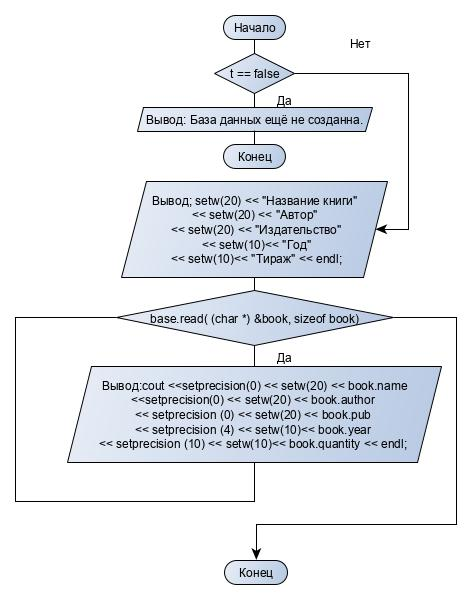 Начало
Нет
t == false
Да
Вывод: База данных ещё не созданна.
Конец
Вывод; setw(20) << "Название книги"
<< setw(20) << "Автор"
<< setw(20) << "Издательство"
<< setw(10)<< "Год"
<< setw(10)<< "Тираж" << endl;
base.read( (char *) &book, sizeof book)
Да
Вывод:cout <<setprecision(0) << setw(20) << book.name
<<setprecision(0) << setw(20) << book.author
<< setprecision (0) << setw(20) << book.pub
<< setprecision (4) << setw(10)<< book.year
<< setprecision (10) << setw(10)<< book.quantity << endl;
Конец